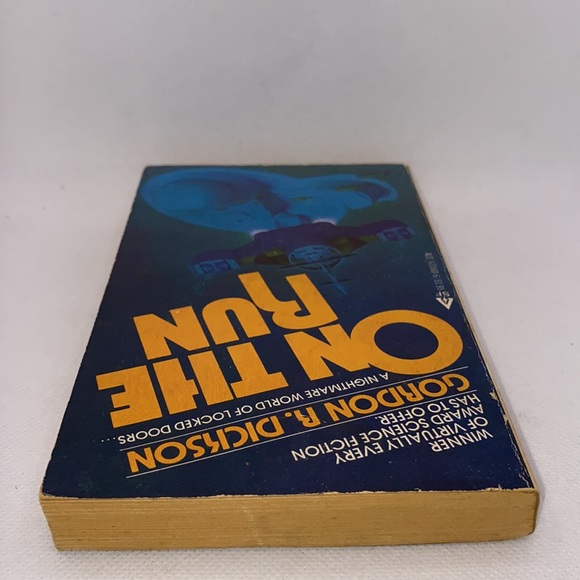 WINNER
OF VIRTUALLY EVERY
AWARD SCIENCE FICTION
HAS TO OFFER
GORDON R. DICKSON
A NIGHTMARE WORLD OF LOCKED DOORS...
ON THE
RUN